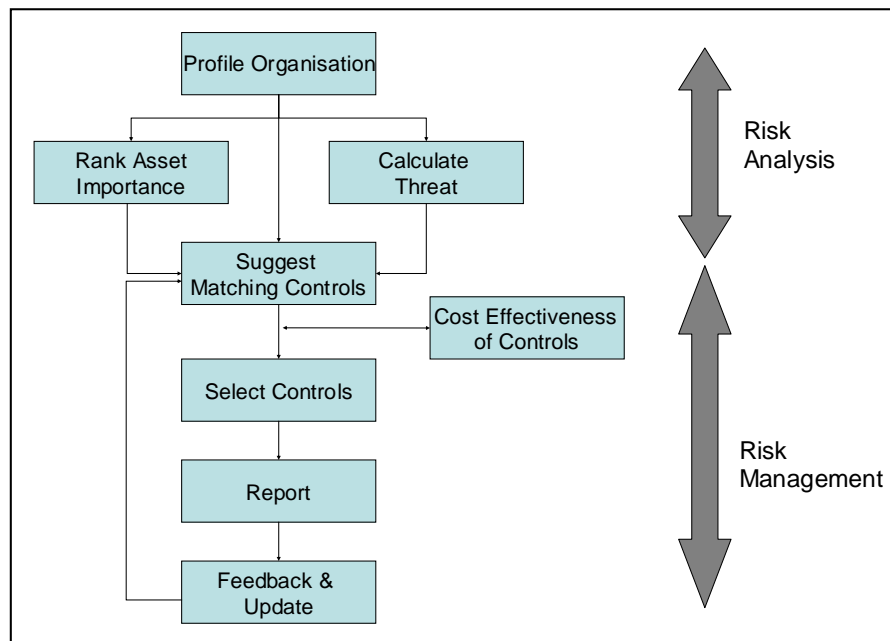 Profile Organisation
Rank Asset
Importance
Calculate
Threat
Risk
Analysis
Suggest
Matching Controls
Cost Effectiveness
of Controls
Select Controls
Risk
Management
Report
Feedback &
Update